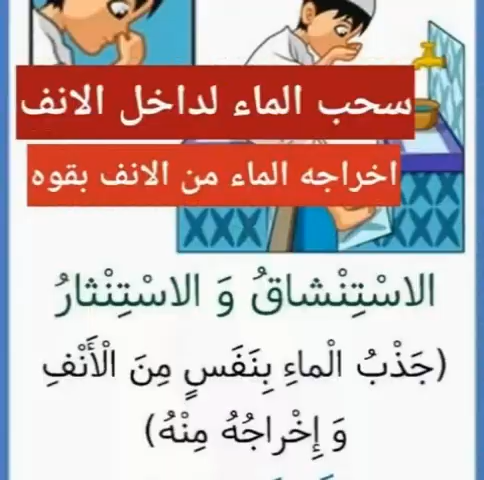 سحب الماء لداخل الانف
اخراجه الماء من الانف بقوه
الاسْتِنْشاقُ وَ الاسْتِنْثارُ
(جَذْبُ الْماءِ بِنَفَسٍ مِنَ الْأَنْفِ
وَ إِخْراجُهُ مِنْهُ)